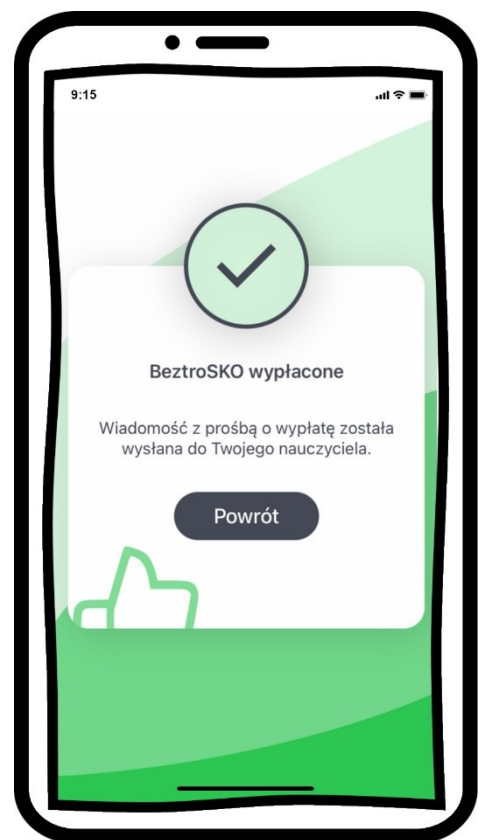 9:15
BeztroSKO wypłacone
Wiadomość z prośbą o wypłatę została
wysłana do Twojego nauczyciela.
Powrót